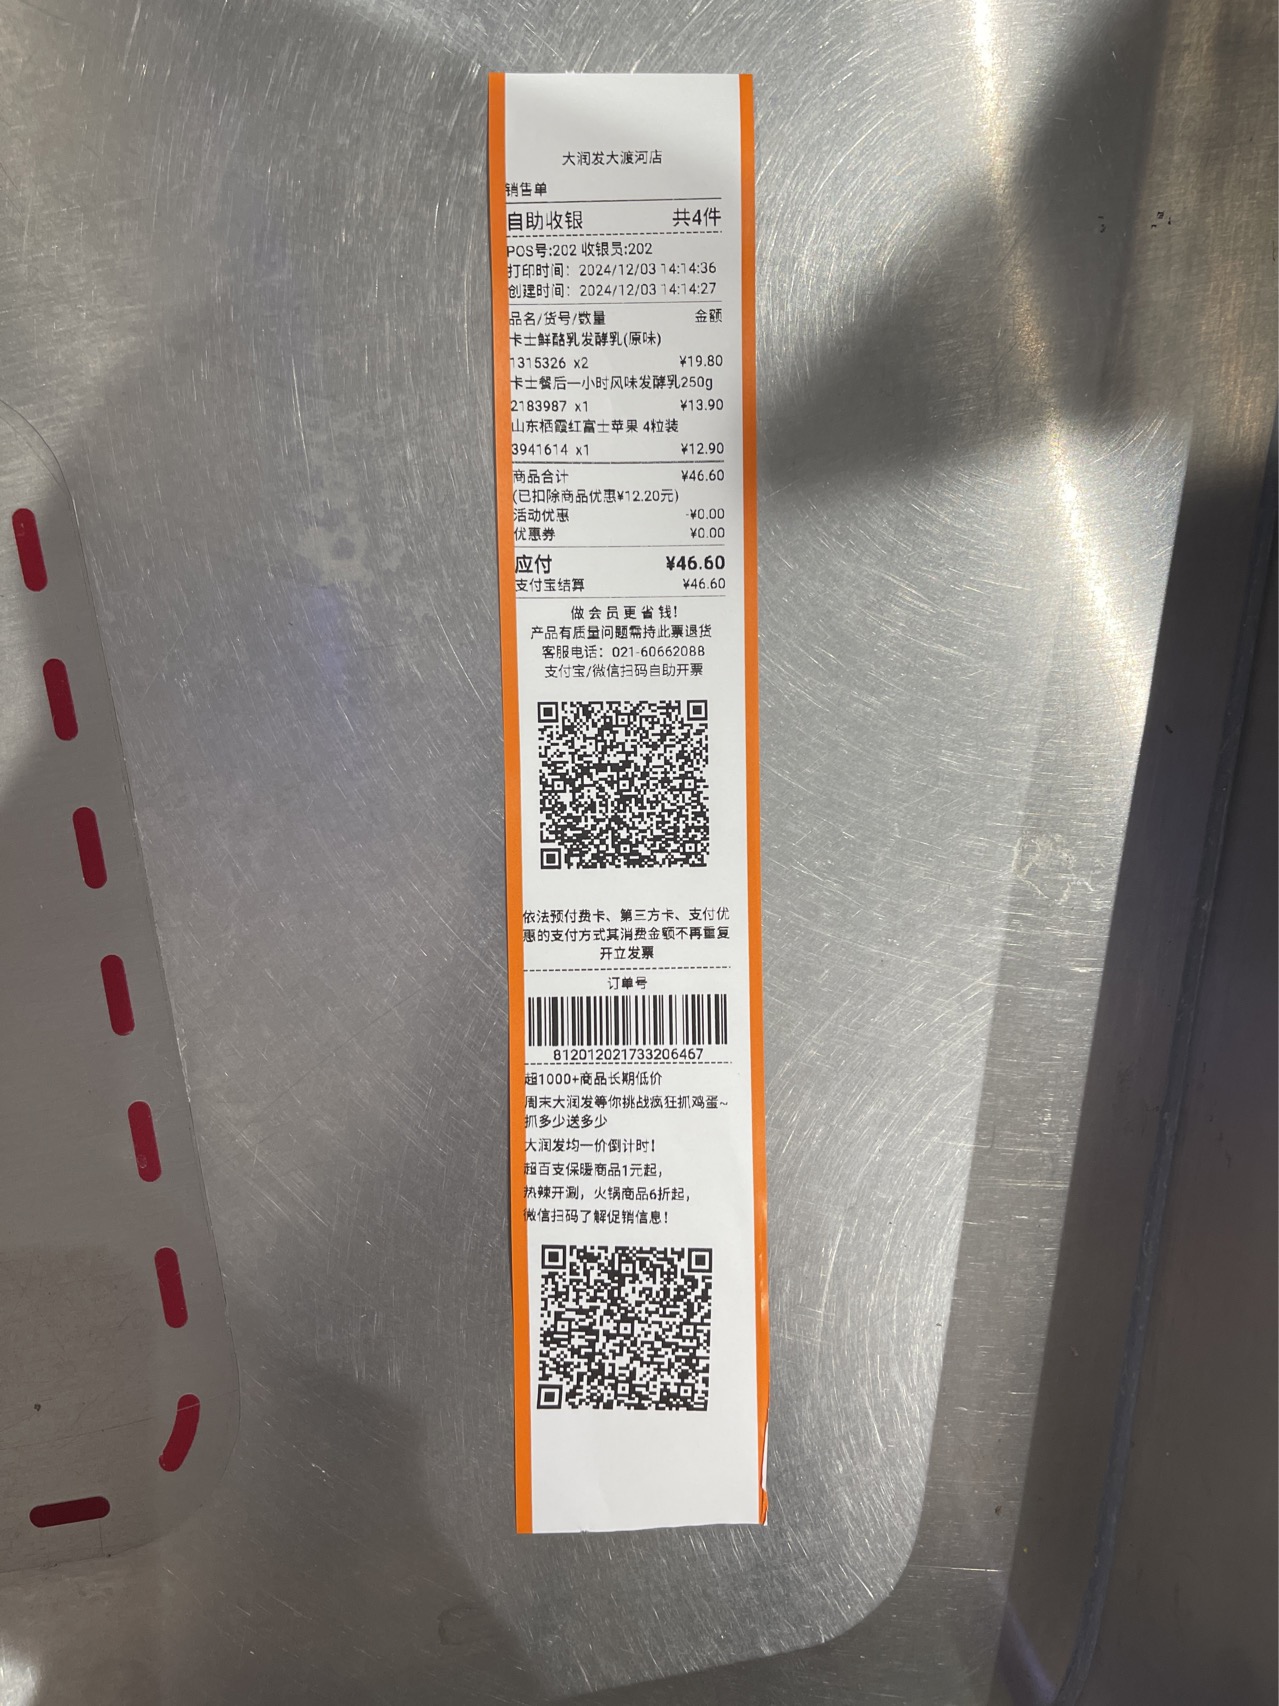 大润发大渡河店
销售单
自助收银 共4件
POS号:202 收银员:202
打印时间：2024/12/03 14:14:36
创建时间：2024/12/03 14:14:27
品名/货号/数量 金额
卡士鲜酪乳发酵乳(原味)
1315326 x2 ¥19.80
卡士餐后一小时风味发酵乳250g
2183987 x1 ¥13.90
山东栖霞红富士苹果 4粒装
3941614 x1 ¥12.90
商品合计 ¥46.60
(已扣除商品优惠¥12.20元)
活动优惠 -¥0.00
优惠券 ¥0.00
应付 ¥46.60
支付宝结算 ¥46.60
做会员更省钱!
产品有质量问题需持此票退货
客服电话：021-60662088
支付宝/微信扫码自助开票
依法预付费卡、第三方卡、支付优
惠的支付方式其消费金额不再重复
开立发票
订单号
812012021733206467
超1000+商品长期低价
周末大润发等你挑战疯狂抓鸡蛋~
抓多少送多少
大润发均一价倒计时!
超百支保暖商品1元起，
热辣开涮，火锅商品6折起，
微信扫码了解促销信息!